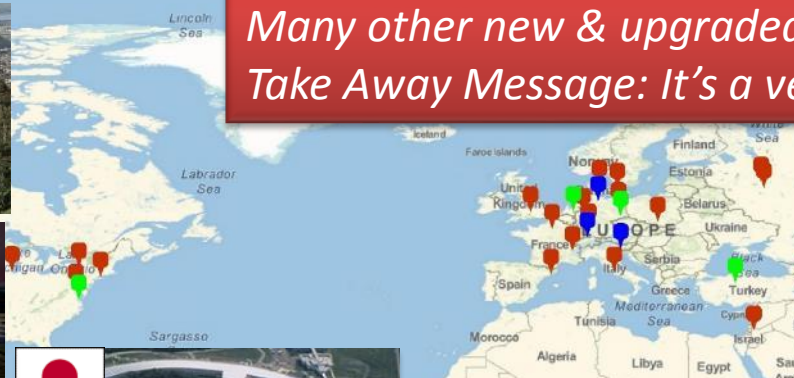 Many other new & upgraded
Take Away Message: It's a ve
Lincoln
Sea
Iceland
Faroe Islands
White
Sea
Finland
Norway
Estonia
Labrador
Sea
United
Kingdom
Belarus
EUROPE
Ukraine
France
Serbia
Black
Sea
Italy
Spain
Greece
Turkey
Mediterranean
Sea
Tunisia
Israel
Sargasso
Morocco
Algeria
Libya
Egypt